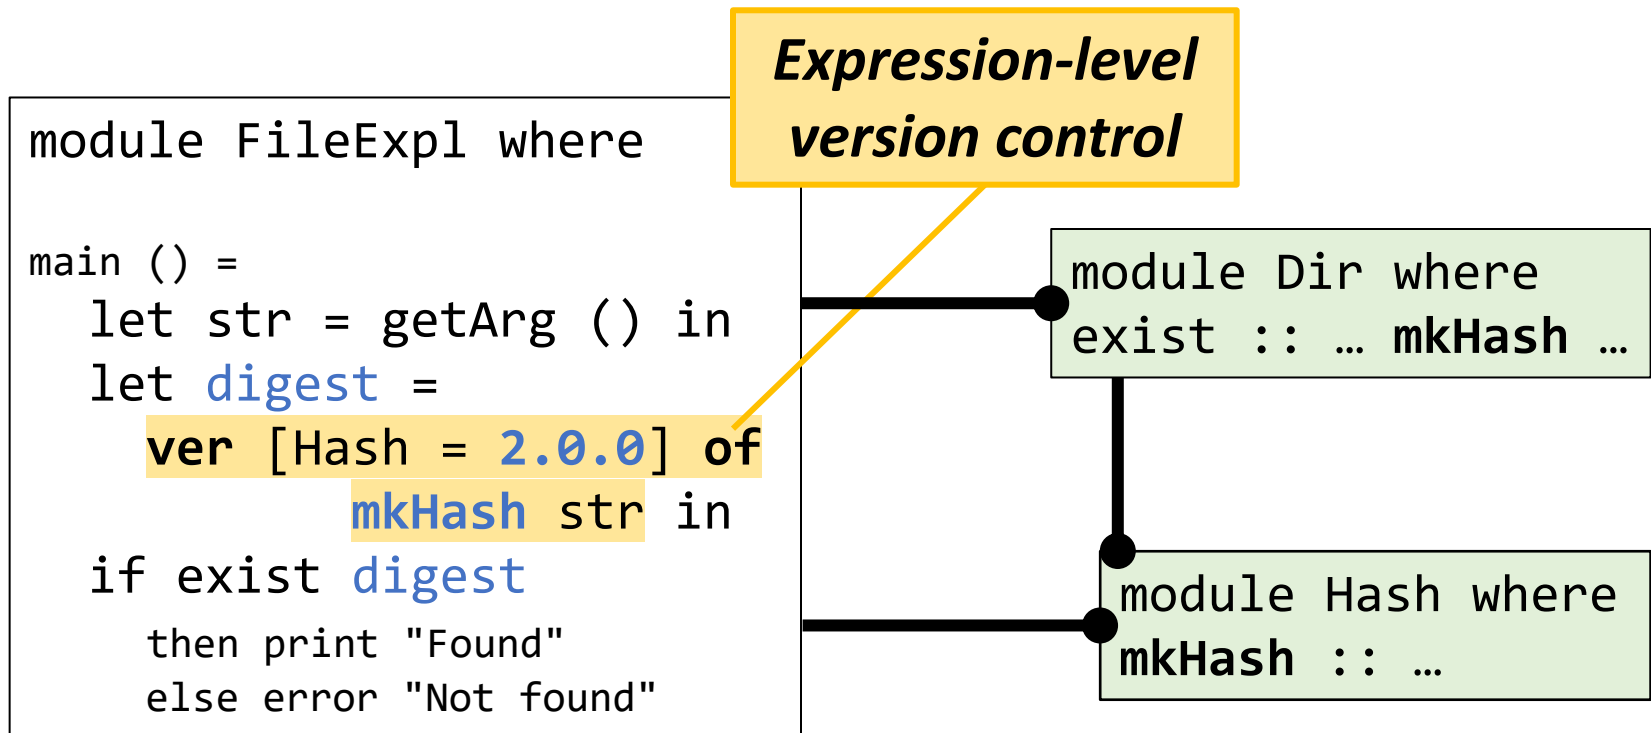 Expression-level
version control
module FileExpl where
main () =
let str = getArg () in
let digest =
ver [Hash = 2.0.0] of
mkHash str in
if exist digest
then print "Found"
else error "Not found"
module Dir where
exist :: … mkHash …
module Hash where
mkHash :: …